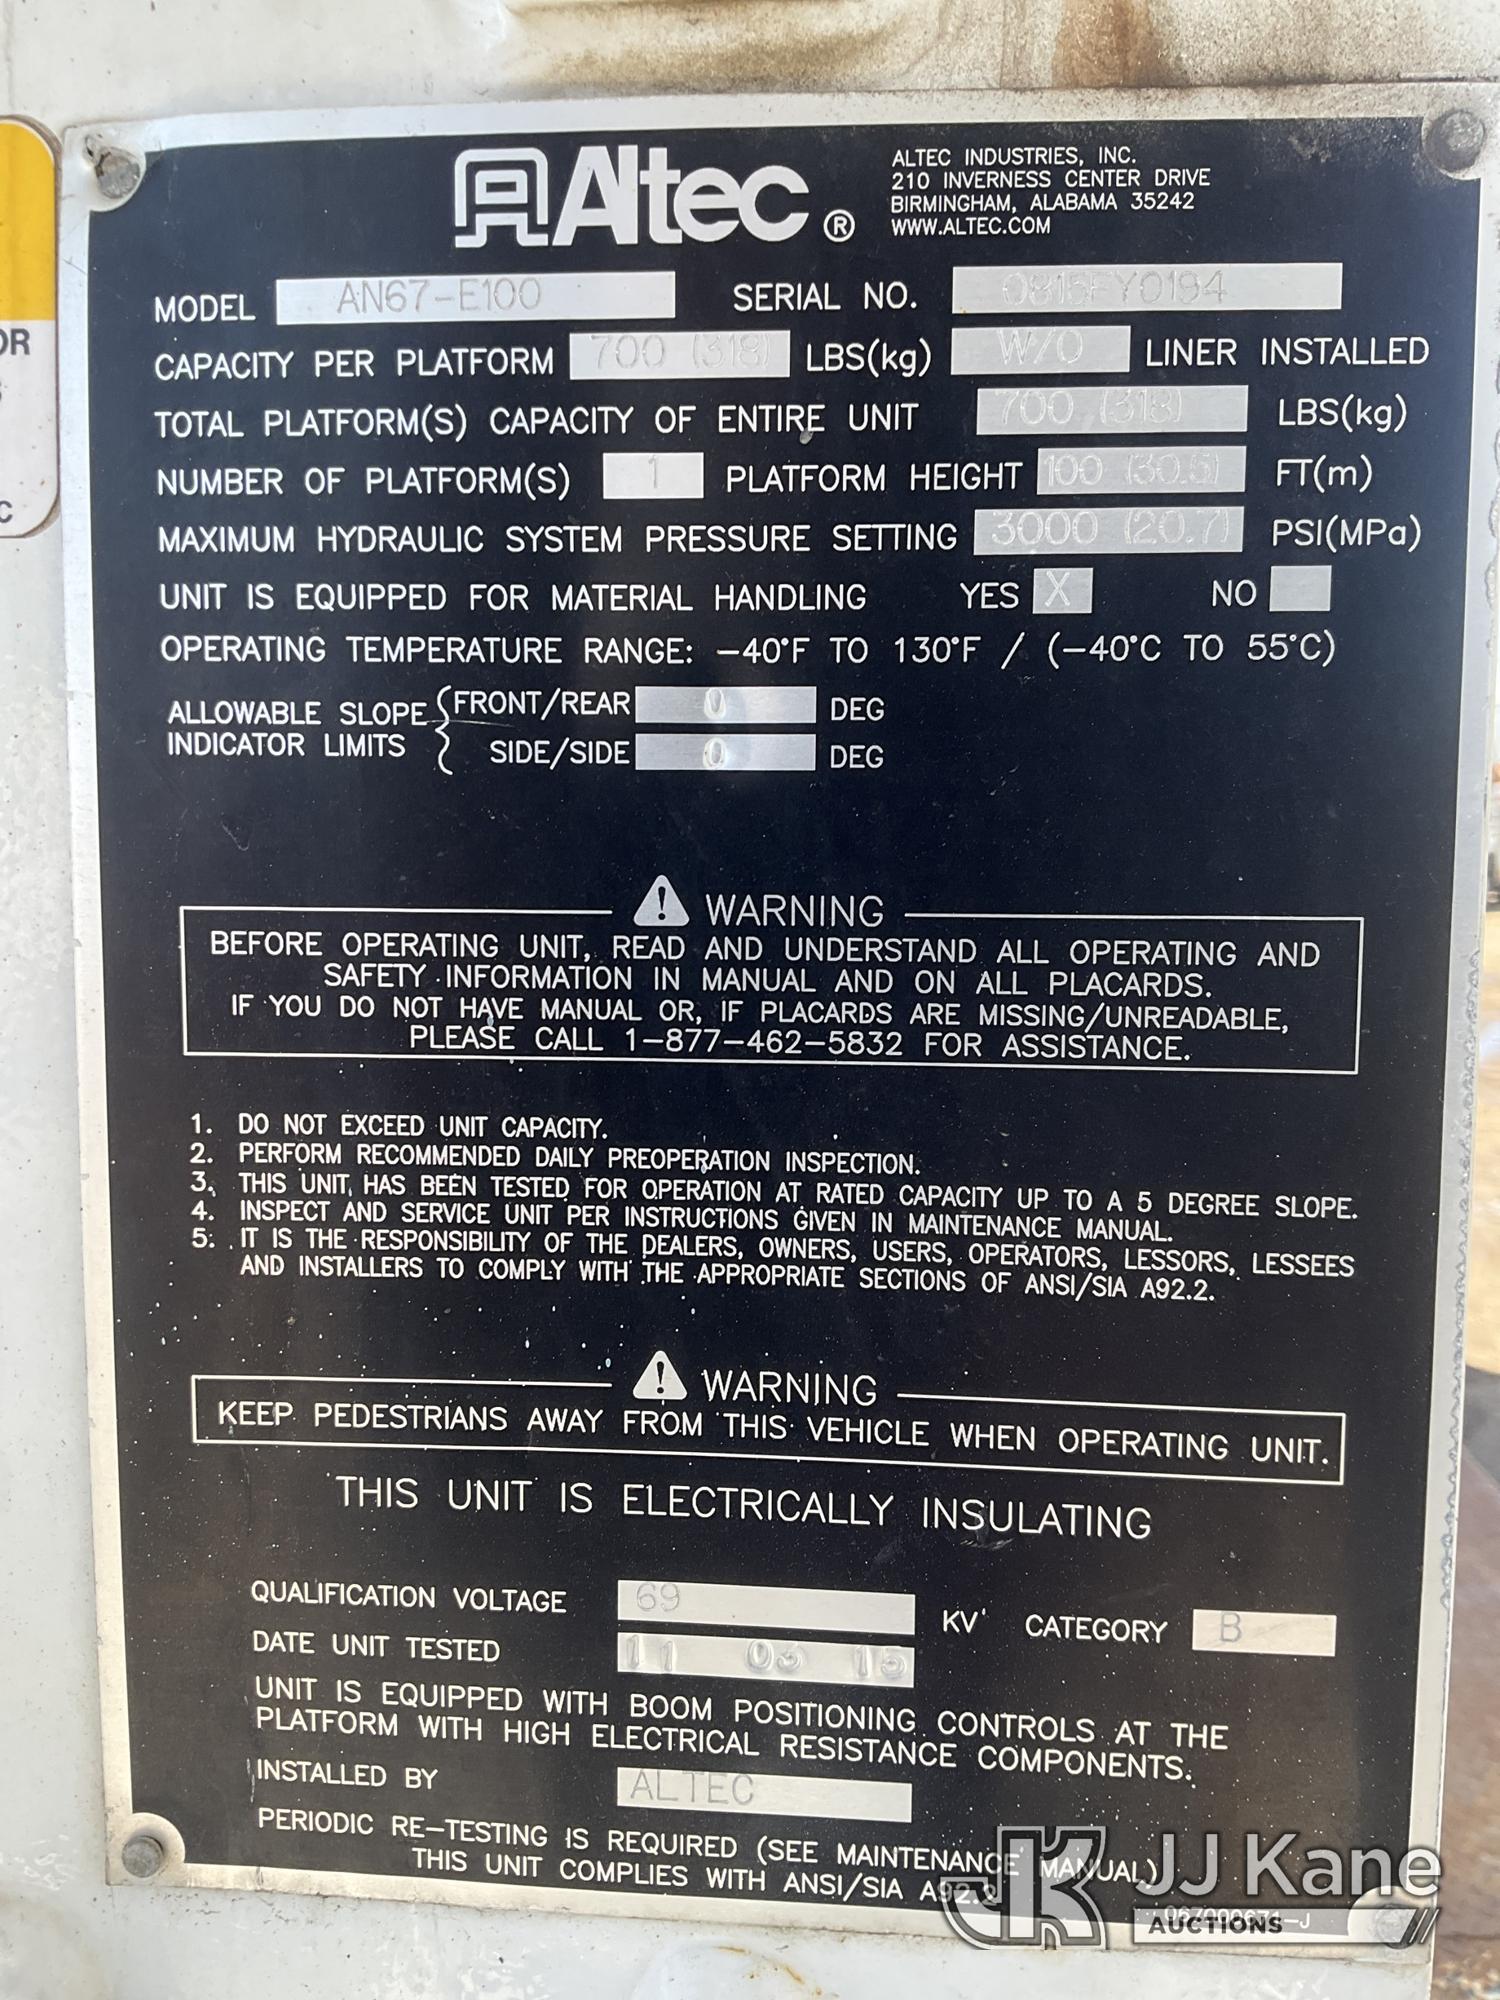 OR
C
Altec ®
ALTEC INDUSTRIES, INC.
210 INVERNESS CENTER DRIVE
BIRMINGHAM, ALABAMA 35242
WWW.ALTEC.COM
MODEL AN67-E100 SERIAL NO. 0815FY0194
CAPACITY PER PLATFORM 700 (318) LBS(kg) W/O LINER INSTALLED
TOTAL PLATFORM(S) CAPACITY OF ENTIRE UNIT 700 (318) LBS(kg)
NUMBER OF PLATFORM(S) 1 PLATFORM HEIGHT 100 (30.5) FT(m)
MAXIMUM HYDRAULIC SYSTEM PRESSURE SETTING 3000 (20.7) PSI(MPa)
UNIT IS EQUIPPED FOR MATERIAL HANDLING YES X NO
OPERATING TEMPERATURE RANGE: -40°F TO 130°F / (-40°C TO 55°C)
ALLOWABLE SLOPE INDICATOR LIMITS
FRONT/REAR 0 DEG
SIDE/SIDE 0 DEG
WARNING
BEFORE OPERATING UNIT, READ AND UNDERSTAND ALL OPERATING AND
SAFETY INFORMATION IN MANUAL AND ON ALL PLACARDS.
IF YOU DO NOT HAVE MANUAL OR, IF PLACARDS ARE MISSING/UNREADABLE,
PLEASE CALL 1-877-462-5832 FOR ASSISTANCE.
1. DO NOT EXCEED UNIT CAPACITY.
2. PERFORM RECOMMENDED DAILY PREOPERATION INSPECTION.
3. THIS UNIT HAS BEEN TESTED FOR OPERATION AT RATED CAPACITY UP TO A 5 DEGREE SLOPE.
4. INSPECT AND SERVICE UNIT PER INSTRUCTIONS GIVEN IN MAINTENANCE MANUAL.
5. IT IS THE RESPONSIBILITY OF THE DEALERS, OWNERS, USERS, OPERATORS, LESSORS, LESSEES
AND INSTALLERS TO COMPLY WITH THE APPROPRIATE SECTIONS OF ANSI/SIA A92.2.
WARNING
KEEP PEDESTRIANS AWAY FROM THIS VEHICLE WHEN OPERATING UNIT.
THIS UNIT IS ELECTRICALLY INSULATING
QUALIFICATION VOLTAGE 69 KV CATEGORY B
DATE UNIT TESTED 11 03 15
UNIT IS EQUIPPED WITH BOOM POSITIONING CONTROLS AT THE
PLATFORM WITH HIGH ELECTRICAL RESISTANCE COMPONENTS.
INSTALLED BY ALTEC
PERIODIC RE-TESTING IS REQUIRED (SEE MAINTENANCE MANUAL)
THIS UNIT COMPLIES WITH ANSI/SIA A92.2
JJ Kane
AUCTIONS